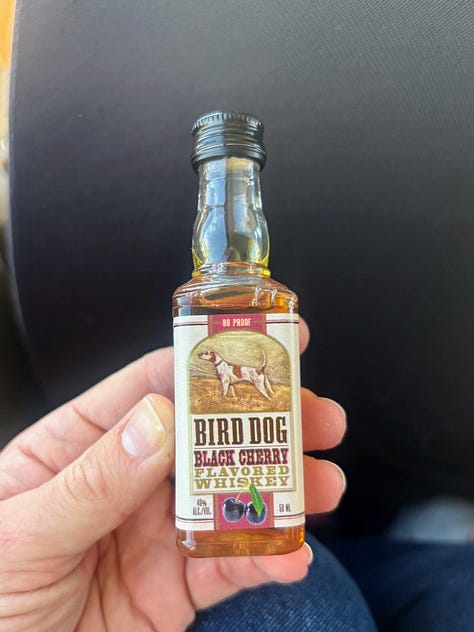 80 PROOF
BIRD DOG
BLACK CHERRY
FLAVORED
WHISKEY
40%
ALC/VOL.
50 ML